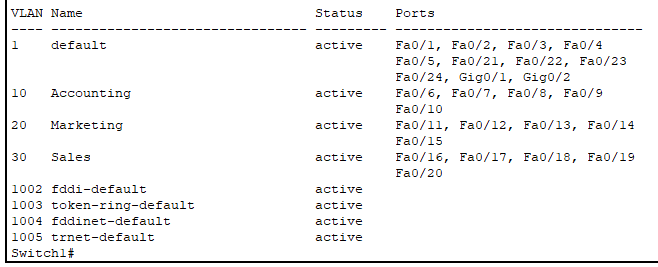 VLAN Name                             Status    Ports
---- -------------------------------- --------- -------------------------------
1    default                          active    Fa0/1, Fa0/2, Fa0/3, Fa0/4
                                                Fa0/5, Fa0/21, Fa0/22, Fa0/23
                                                Fa0/24, Gig0/1, Gig0/2
10   Accounting                       active    Fa0/6, Fa0/7, Fa0/8, Fa0/9
                                                Fa0/10
20   Marketing                        active    Fa0/11, Fa0/12, Fa0/13, Fa0/14
                                                Fa0/15
30   Sales                            active    Fa0/16, Fa0/17, Fa0/18, Fa0/19
                                                Fa0/20
1002 fddi-default                     active
1003 token-ring-default               active
1004 fddinet-default                  active
1005 trnet-default                    active
Switch1#